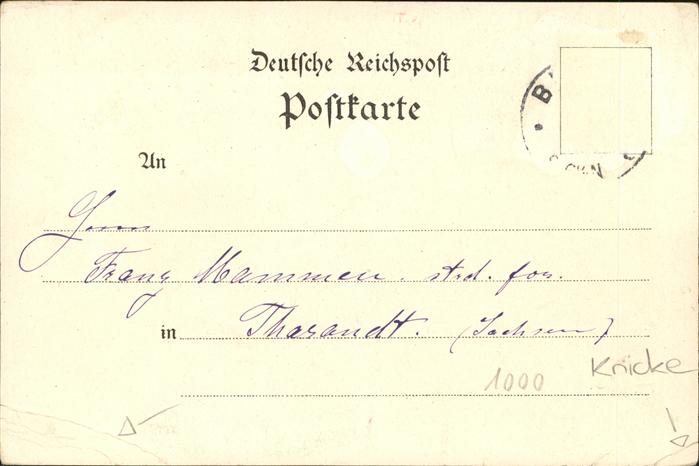 Deutsche Reichspost
Postkarte
An
Herrn
Franz Mammen. stud. for.
in Tharandt. (Sachsen)
1000
Knicke